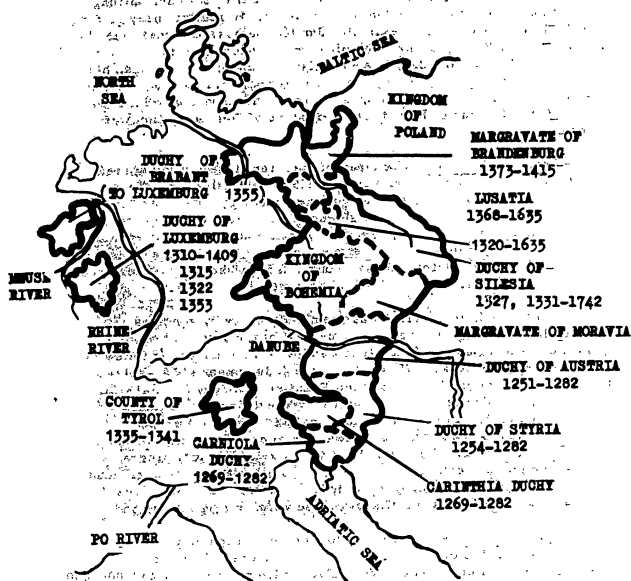 BALTIC SEA
NORTH
SEA
KINGDOM
OF
POLAND
MARGRAVATE OF
BRANDENBURG
1373-1415
DUCHY OF
BRABANT
(TO LUXEMBURG 1355)
LUSATIA
1368-1635
1320-1635
DUCHY OF
LUXEMBURG
1310-1409
1315
1322
1353
KINGDOM
OF
BOHEMIA
DUCHY OF
SILESIA
1327, 1331-1742
MEUSE
RIVER
RHINE
RIVER
MARGRAVATE OF MORAVIA
DANUBE
DUCHY OF AUSTRIA
1251-1282
COUNTY OF
TYROL
1335-1341
DUCHY OF STYRIA
1254-1282
CARNIOLA
DUCHY
1269-1282
CARINTHIA DUCHY
1269-1282
PO RIVER
ADRIATIC SEA